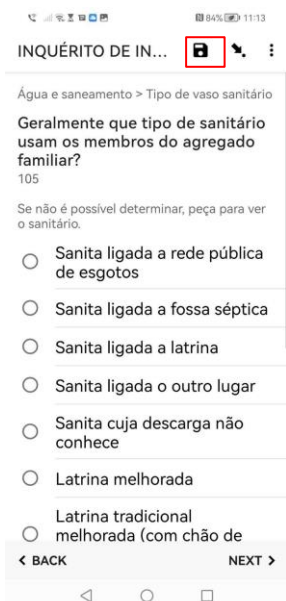 84% 11:13
INQUÉRITO DE IN...
Água e saneamento > Tipo de vaso sanitário
Geralmente que tipo de sanitário
usam os membros do agregado
familiar?
105
Se não é possível determinar, peça para ver
o sanitário.
Sanita ligada a rede pública
de esgotos
Sanita ligada a fossa séptica
Sanita ligada a latrina
Sanita ligada o outro lugar
Sanita cuja descarga não
conhece
Latrina melhorada
Latrina tradicional
melhorada (com chão de
< BACK NEXT >